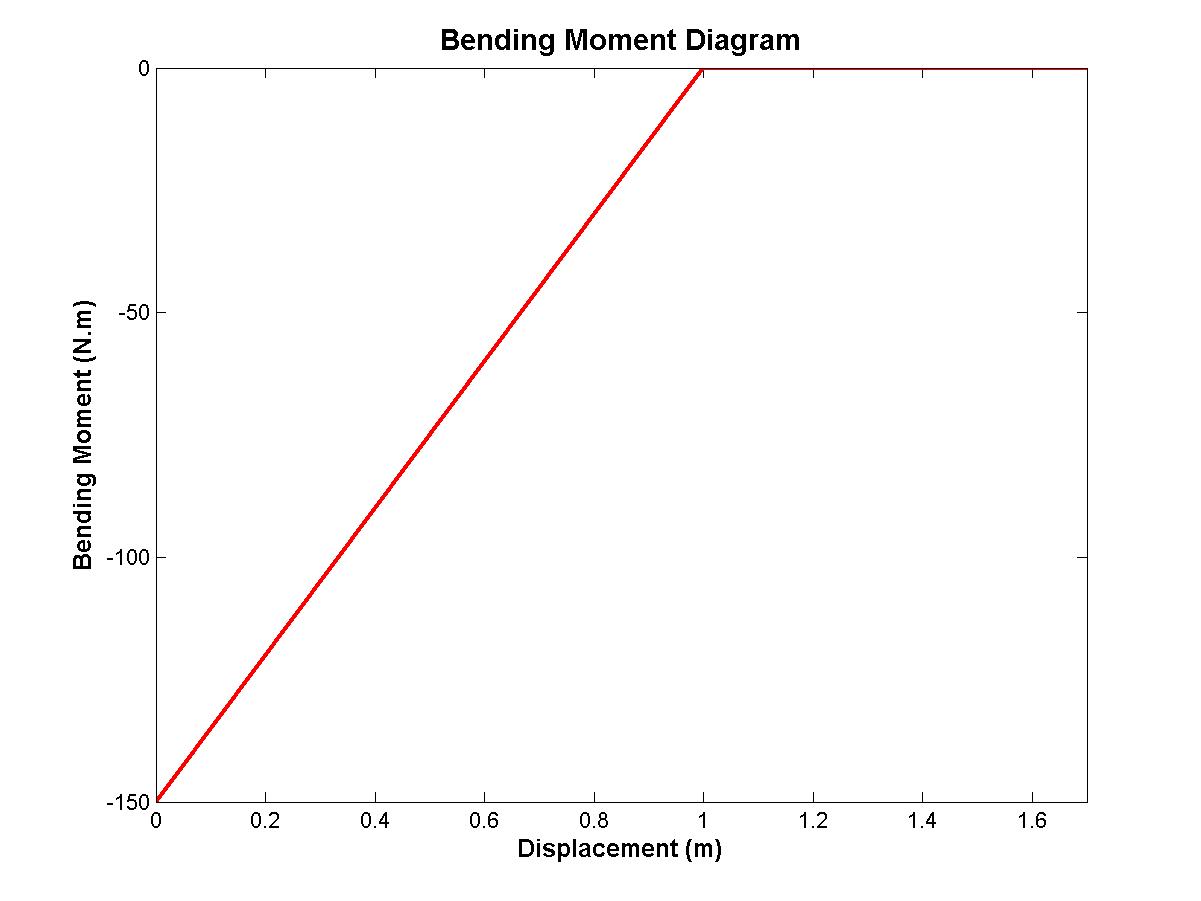 Bending Moment Diagram
0
-50
-100
-150
Bending Moment (N.m)
0 0.2 0.4 0.6 0.8 1 1.2 1.4 1.6
Displacement (m)